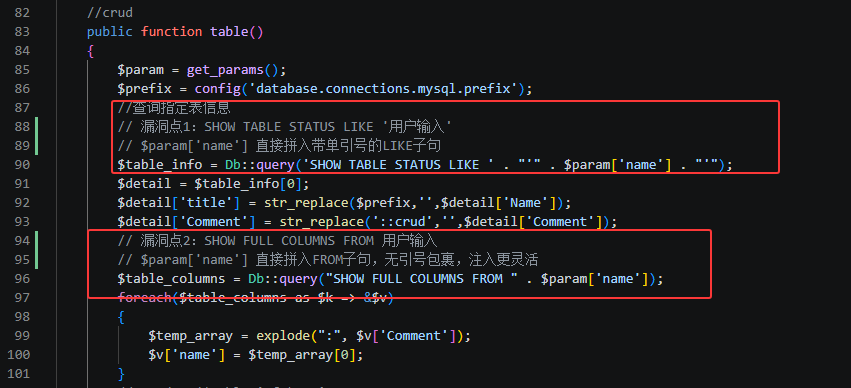 82 //crud
83 public function table()
84 {
85 $param = get_params();
86 $prefix = config('database.connections.mysql.prefix');
87 //查询指定表信息
88 // 漏洞点1：SHOW TABLE STATUS LIKE '用户输入'
89 // $param['name'] 直接拼入带单引号的LIKE子句
90 $table_info = Db::query('SHOW TABLE STATUS LIKE ' . "'" . $param['name'] . "'");
91 $detail = $table_info[0];
92 $detail['title'] = str_replace($prefix,'',$detail['Name']);
93 $detail['Comment'] = str_replace('::crud','',$detail['Comment']);
94 // 漏洞点2：SHOW FULL COLUMNS FROM 用户输入
95 // $param['name'] 直接拼入FROM子句，无引号包裹，注入更灵活
96 $table_columns = Db::query("SHOW FULL COLUMNS FROM " . $param['name']);
97 foreach($table_columns as $k => &$v)
98 {
99 $temp_array = explode(":", $v['Comment']);
100 $v['name'] = $temp_array[0];
101 }